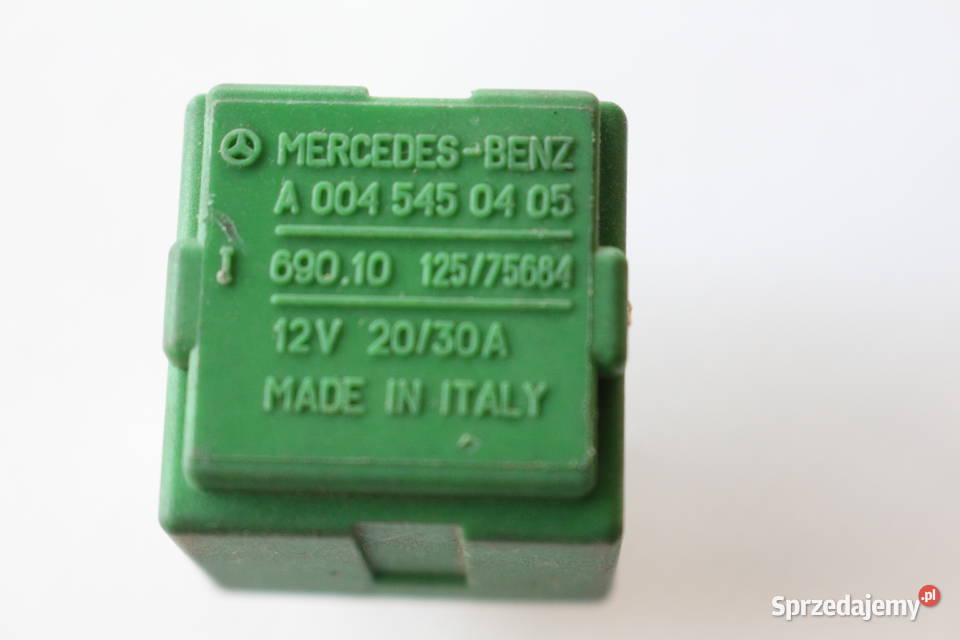 MERCEDES-BENZ
A 004 545 04 05
I 690.10 125/75684
12V 20/30A
MADE IN ITALY
Sprzedajemy.pl